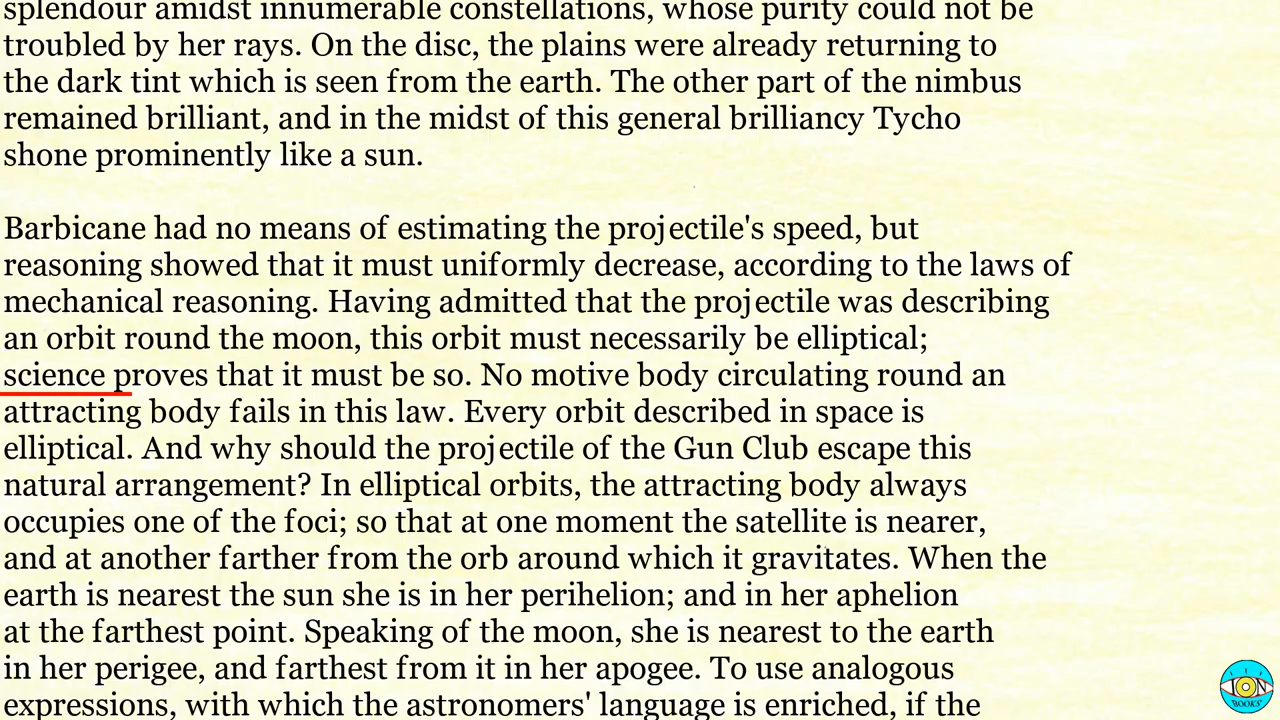 splendour amidst innumerable constellations, whose purity could not be
troubled by her rays. On the disc, the plains were already returning to
the dark tint which is seen from the earth. The other part of the nimbus
remained brilliant, and in the midst of this general brilliancy Tycho
shone prominently like a sun.
Barbicane had no means of estimating the projectile's speed, but
reasoning showed that it must uniformly decrease, according to the laws of
mechanical reasoning. Having admitted that the projectile was describing
an orbit round the moon, this orbit must necessarily be elliptical;
science proves that it must be so. No motive body circulating round an
attracting body fails in this law. Every orbit described in space is
elliptical. And why should the projectile of the Gun Club escape this
natural arrangement? In elliptical orbits, the attracting body always
occupies one of the foci; so that at one moment the satellite is nearer,
and at another farther from the orb around which it gravitates. When the
earth is nearest the sun she is in her perihelion; and in her aphelion
at the farthest point. Speaking of the moon, she is nearest to the earth
in her perigee, and farthest from it in her apogee. To use analogous
expressions, with which the astronomers' language is enriched, if the
ION
BOOKS